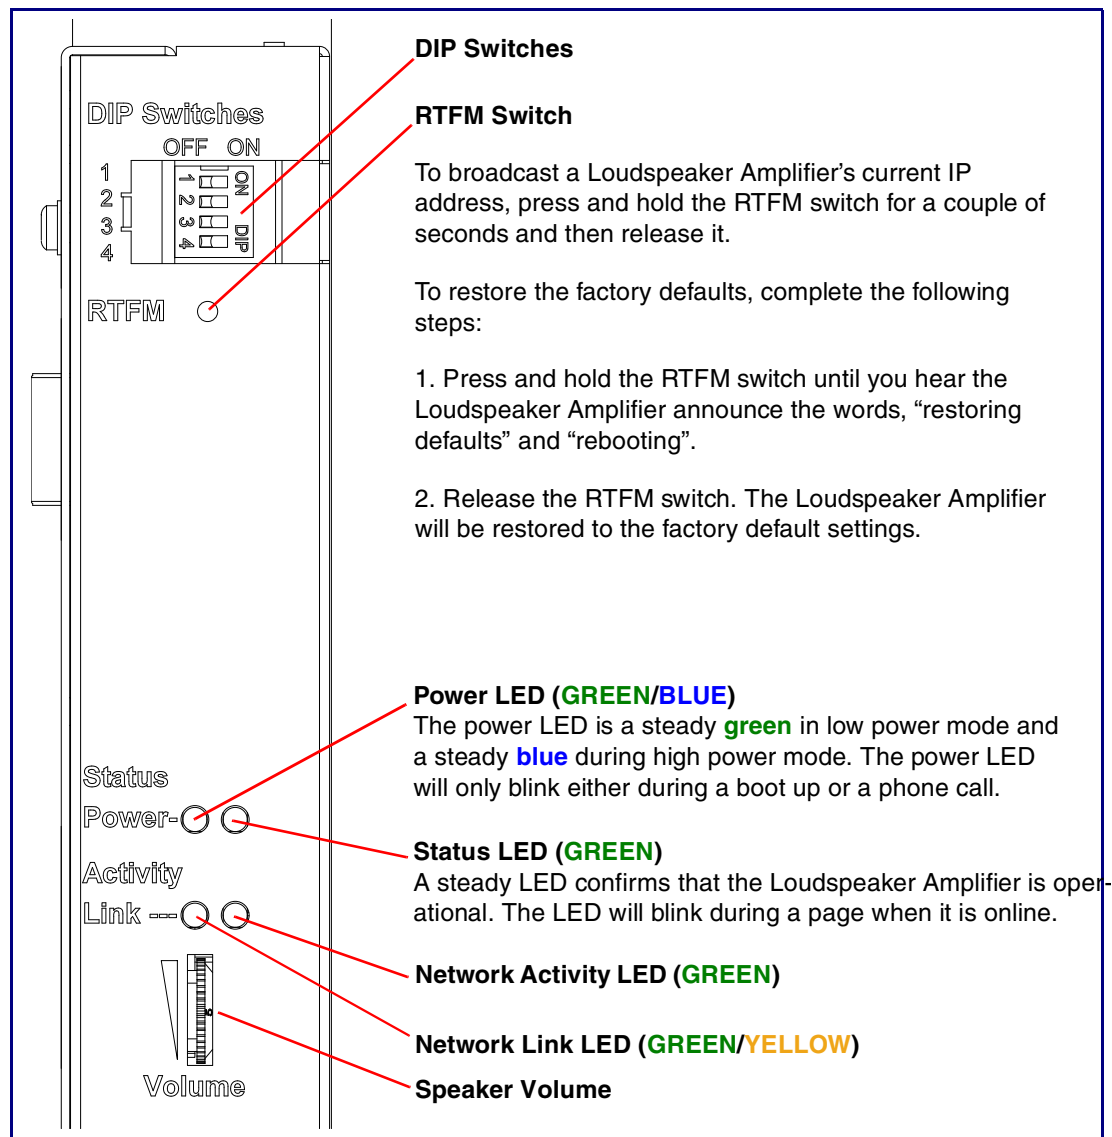 DIP Switches
OFF ON
1
2
3
4
1
2
3
4
ON
DIP
RTFM
Status
Power-
Activity
Link ---
Volume
DIP Switches
RTFM Switch
To broadcast a Loudspeaker Amplifier’s current IP
address, press and hold the RTFM switch for a couple of
seconds and then release it.
To restore the factory defaults, complete the following
steps:
1. Press and hold the RTFM switch until you hear the
Loudspeaker Amplifier announce the words, “restoring
defaults” and “rebooting”.
2. Release the RTFM switch. The Loudspeaker Amplifier
will be restored to the factory default settings.
Power LED (GREEN/BLUE)
The power LED is a steady green in low power mode and
a steady blue during high power mode. The power LED
will only blink either during a boot up or a phone call.
Status LED (GREEN)
A steady LED confirms that the Loudspeaker Amplifier is oper-
ational. The LED will blink during a page when it is online.
Network Activity LED (GREEN)
Network Link LED (GREEN/YELLOW)
Speaker Volume